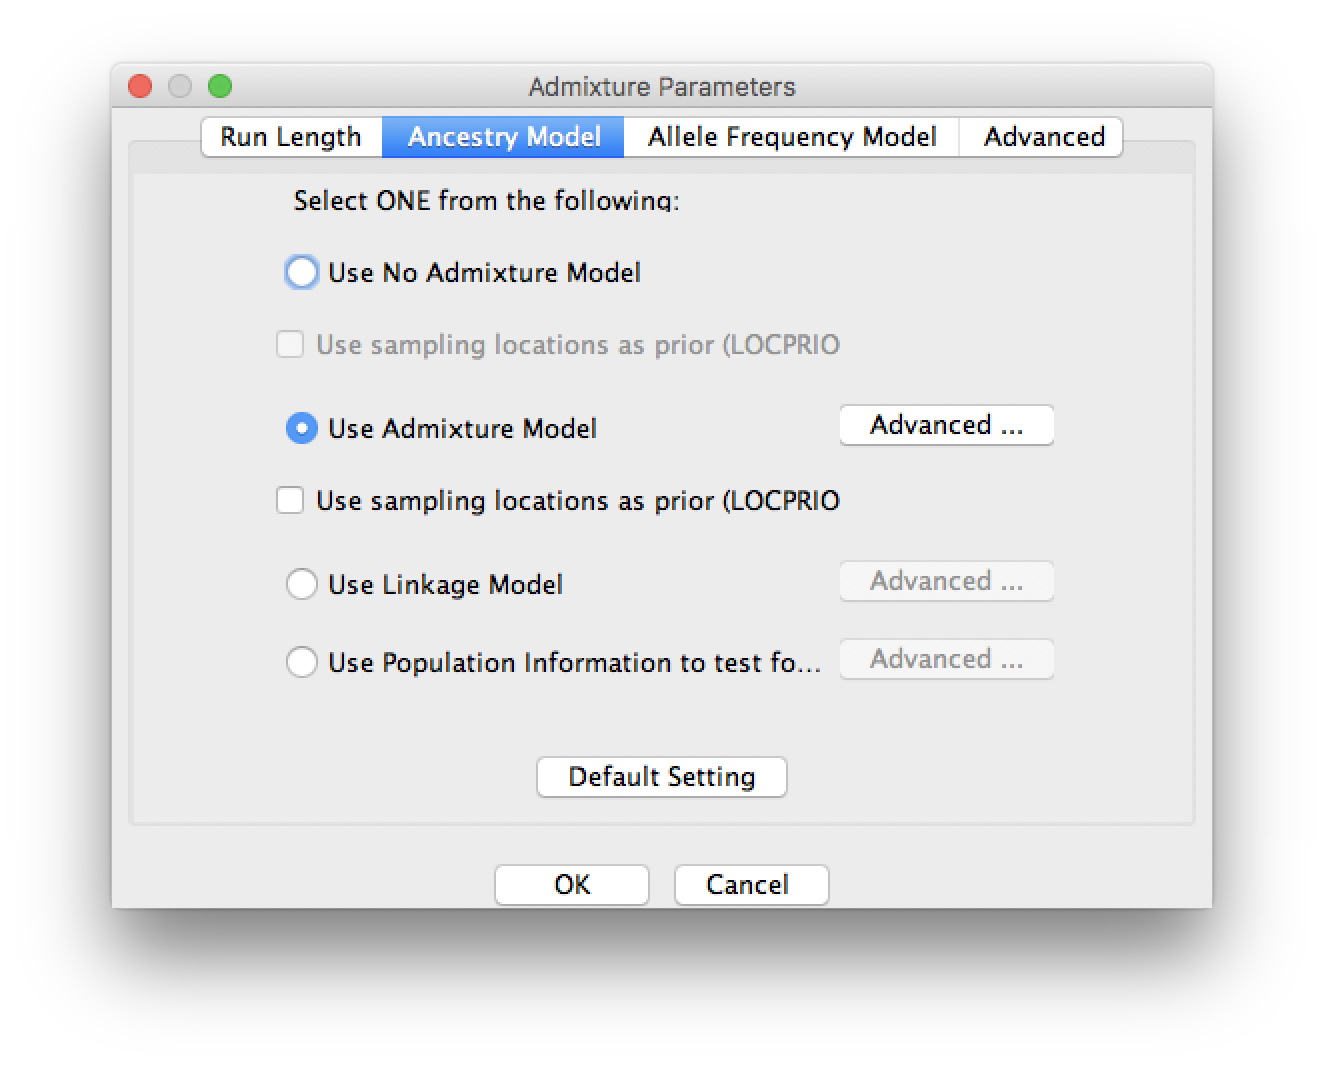 Admixture Parameters
Run Length Ancestry Model Allele Frequency Model Advanced
Select ONE from the following:
Use No Admixture Model
Use sampling locations as prior (LOCPRIO
Use Admixture Model Advanced ...
Use sampling locations as prior (LOCPRIO
Use Linkage Model Advanced ...
Use Population Information to test fo... Advanced ...
Default Setting
OK Cancel